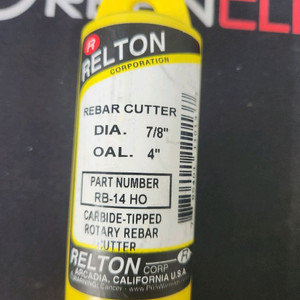 R
RELTON
CORPORATION
REBAR CUTTER
DIA. 7/8"
OAL. 4"
PART NUMBER
RB-14 HO
CARBIDE-TIPPED
ROTARY REBAR
CUTTER
RELTON CORP R
ARCADIA, CALIFORNIA U.S.A.